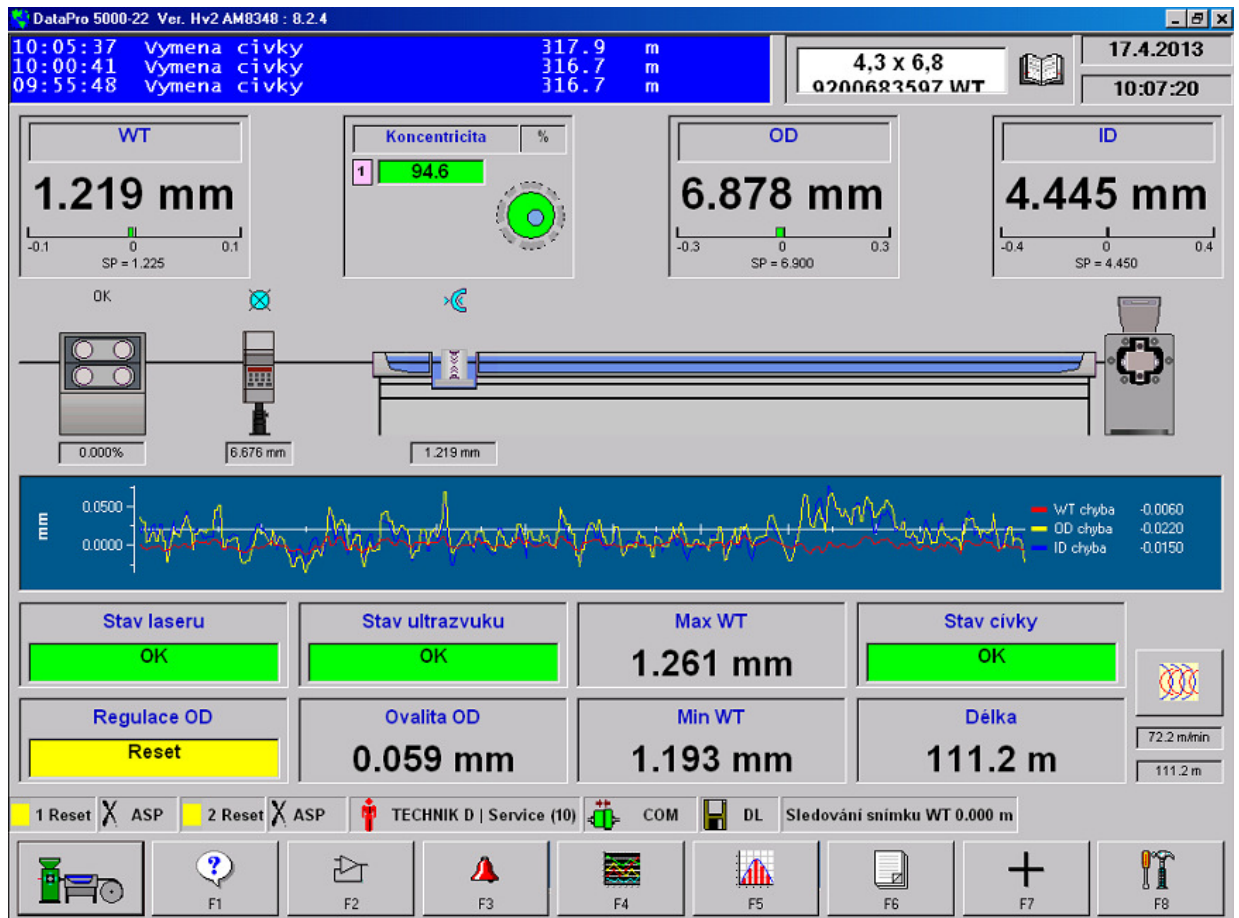 DataPro 5000-22 Ver. Hv2 AM8348 : 8.2.4
10:05:37 Vymena civky 317.9 m
10:00:41 Vymena civky 316.7 m
09:55:48 Vymena civky 316.7 m
4,3 x 6,8
9200683597 WT
17.4.2013
10:07:20
WT
1.219 mm
-0.1 0 0.1
SP = 1.225
Koncentricita %
1 94.6
OD
6.878 mm
-0.3 0 0.3
SP = 6.900
ID
4.445 mm
-0.4 0 0.4
SP = 4.450
OK
0.000%
6.676 mm
1.219 mm
mm
0.0500
0.0000
WT chyba -0.0060
OD chyba -0.0220
ID chyba -0.0150
Stav laseru
OK
Stav ultrazvuku
OK
Max WT
1.261 mm
Stav cívky
OK
Regulace OD
Reset
Ovalita OD
0.059 mm
Min WT
1.193 mm
Délka
111.2 m
72.2 m/min
111.2 m
1 Reset ASP 2 Reset ASP TECHNIK D | Service (10) COM DL Sledování snímku WT 0.000 m
F1 F2 F3 F4 F5 F6 F7 F8